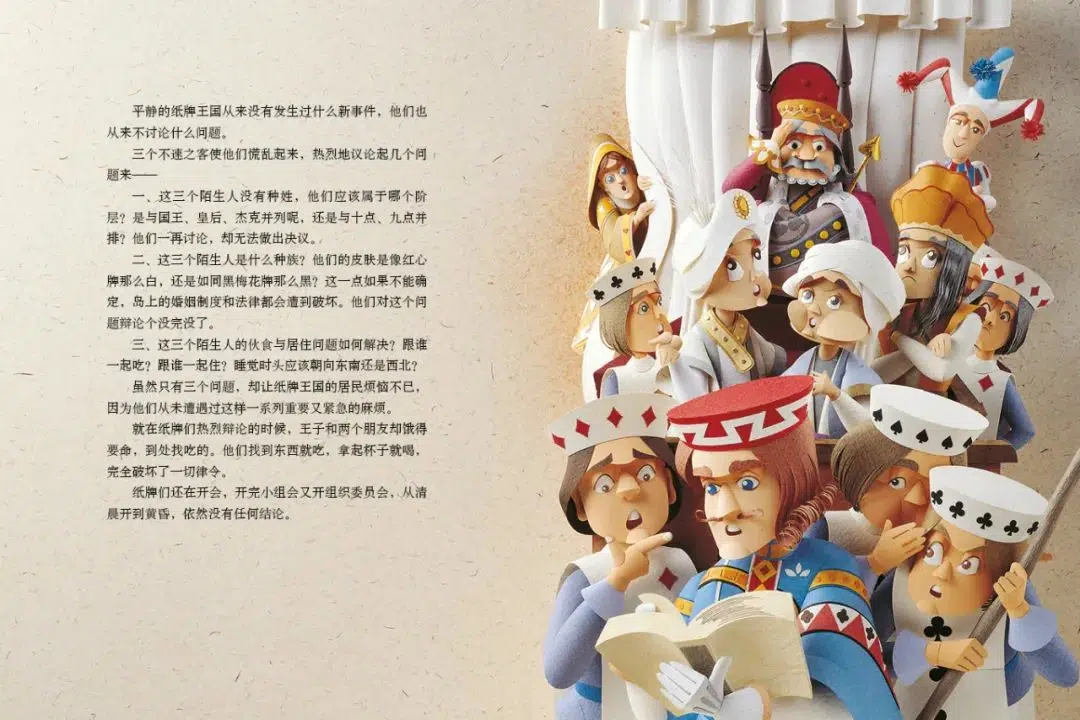 平静的纸牌王国从来没有发生过什么新事件，他们也
从来不讨论什么问题。
三个不速之客使他们慌乱起来，热烈地议论起几个问
题来——
一、这三个陌生人没有种姓，他们应该属于哪个阶
层？是与国王、皇后、杰克并列呢，还是与十点、九点并
排？他们一再讨论，却无法做出决议。
二、这三个陌生人是什么种族？他们的皮肤是像红心
牌那么白，还是如同黑梅花牌那么黑？这一点如果不能确
定，岛上的婚姻制度和法律都会遭到破坏。他们对这个问
题辩论个没完没了。
三、这三个陌生人的伙食与居住问题如何解决？跟谁
一起吃？跟谁一起住？睡觉时头应该朝向东南还是西北？
虽然只有三个问题，却让纸牌王国的居民烦恼不已，
因为他们从未遭遇过这样一系列重要又紧急的麻烦。
就在纸牌们热烈辩论的时候，王子和两个朋友却饿得
要命，到处找吃的。他们找到东西就吃，拿起杯子就喝，
完全破坏了一切律令。
纸牌们还在开会，开完小组会又开组织委员会，从清
晨开到黄昏，依然没有任何结论。